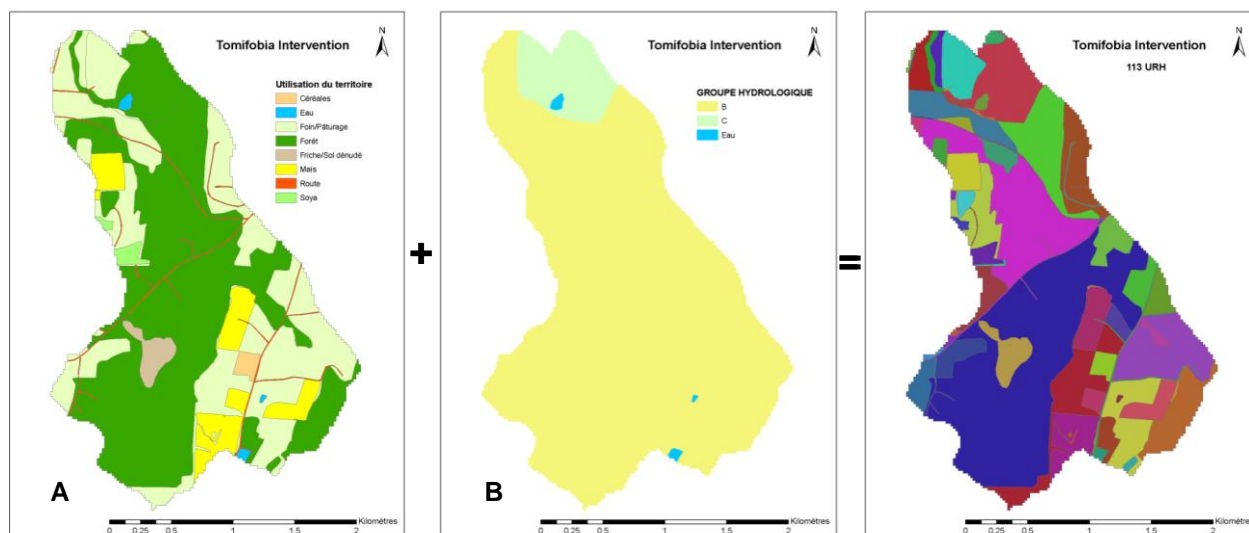 Tomifobia Intervention
N
Utilisation du territoire
Céréales
Eau
Foin/Pâturage
Forêt
Friche/Sol dénudé
Maïs
Route
Soya
A
Kilomètres
0 0.25 0.5 1 1.5 2
+
Tomifobia Intervention
N
GROUPE HYDROLOGIQUE
B
C
Eau
B
Kilomètres
0 0.25 0.5 1 1.5 2
=
Tomifobia Intervention
N
113 URH
Kilomètres
0 0.25 0.5 1 1.5 2